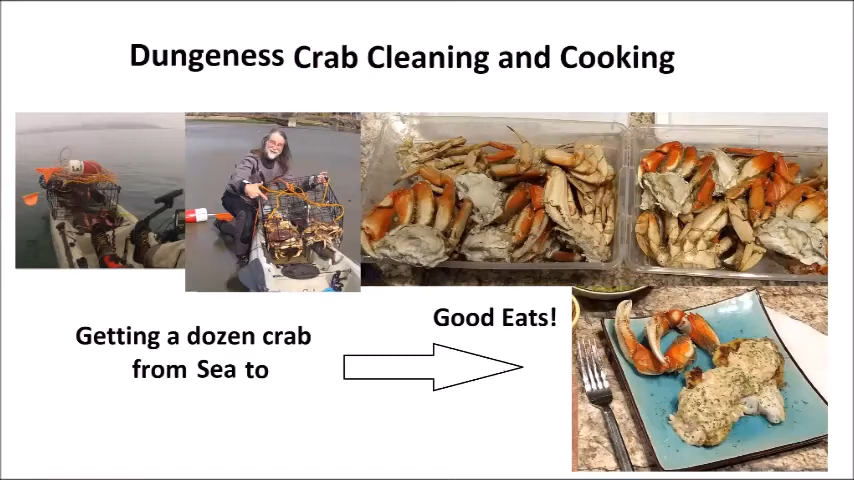 Dungeness Crab Cleaning and Cooking
Good Eats!
Getting a dozen crab
from Sea to